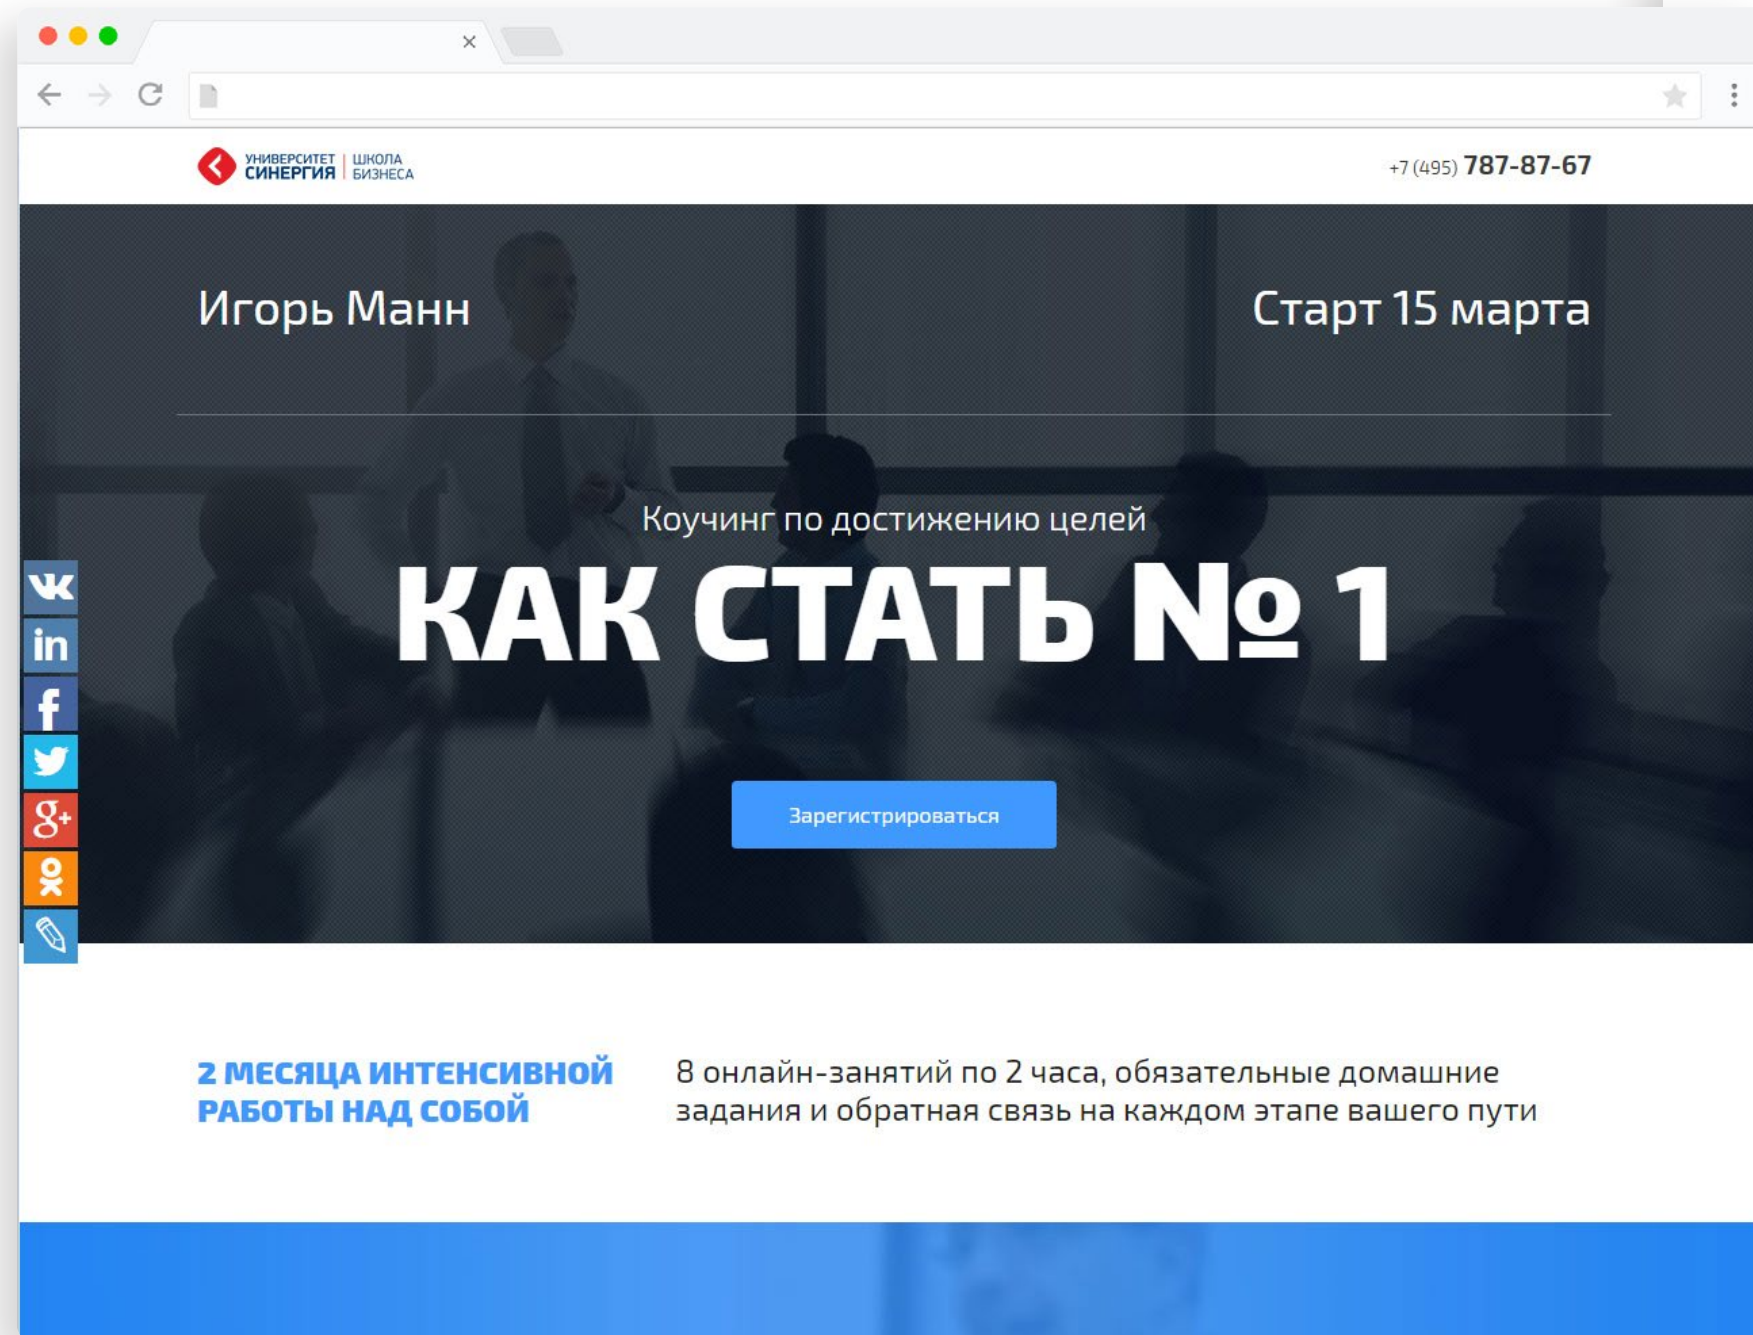 УНИВЕРСИТЕТ
СИНЕРГИЯ
ШКОЛА
БИЗНЕСА
+7 (495) 787-87-67
Игорь Манн
Старт 15 марта
Коучинг по достижению целей
КАК СТАТЬ № 1
in
f
g+
Зарегистрироваться
2 МЕСЯЦА ИНТЕНСИВНОЙ
РАБОТЫ НАД СОБОЙ
8 онлайн-занятий по 2 часа, обязательные домашние
задания и обратная связь на каждом этапе вашего пути